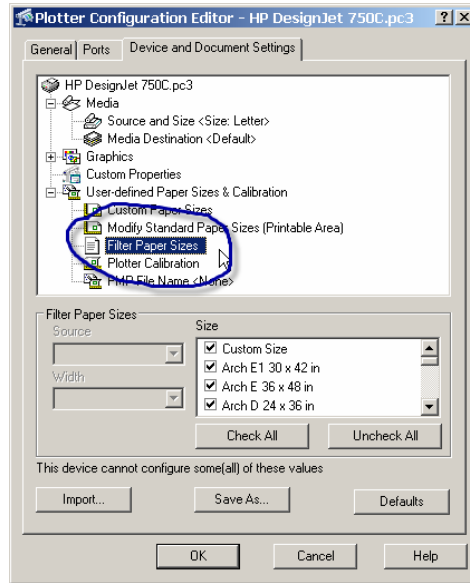 Plotter Configuration Editor - HP DesignJet 750C.pc3
General Ports Device and Document Settings
HP DesignJet 750C.pc3
Media
Source and Size <Size: Letter>
Media Destination <Default>
Graphics
Custom Properties
User-defined Paper Sizes & Calibration
Custom Paper Sizes
Modify Standard Paper Sizes (Printable Area)
Filter Paper Sizes
Plotter Calibration
PMP File Name <None>
Filter Paper Sizes
Source
Size
Width
Custom Size
Arch E1 30 x 42 in
Arch E 36 x 48 in
Arch D 24 x 36 in
Check All Uncheck All
This device cannot configure some(all) of these values
Import... Save As... Defaults
OK Cancel Help